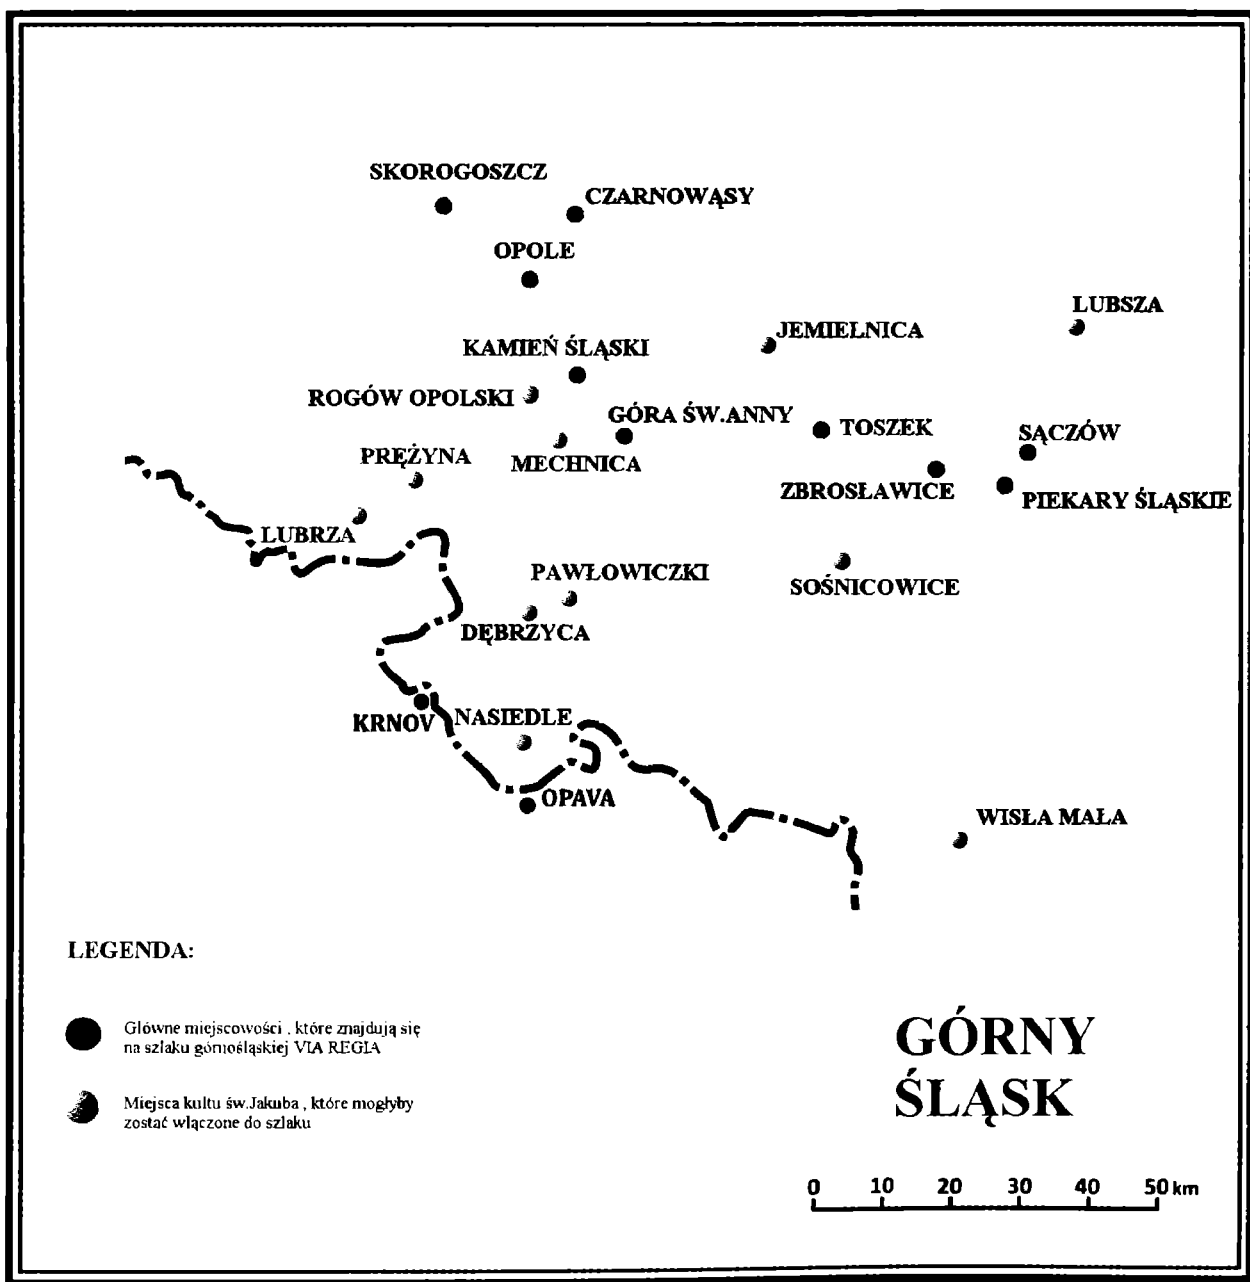 SKOROGOSZCZ
CZARNOWĄSY
OPOLE
LUBSZA
JEMIELNICA
KAMIEŃ ŚLĄSKI
ROGÓW OPOLSKI
GÓRA ŚW.ANNY
TOSZEK
SĄCZÓW
PRĘŻYNA
MECHNICA
ZBROSŁAWICE
PIEKARY ŚLĄSKIE
LUBRZA
PAWŁOWICZKI
SOŚNICOWICE
DĘBRZYCA
KRNOV
NASIEDLE
OPAVA
WISŁA MAŁA
LEGENDA:
Główne miejscowości , które znajdują się
na szlaku górnośląskiej VIA REGIA
Miejsca kultu św.Jakuba , które mogłyby
zostać włączone do szlaku
GÓRNY
ŚLĄSK
0 10 20 30 40 50 km